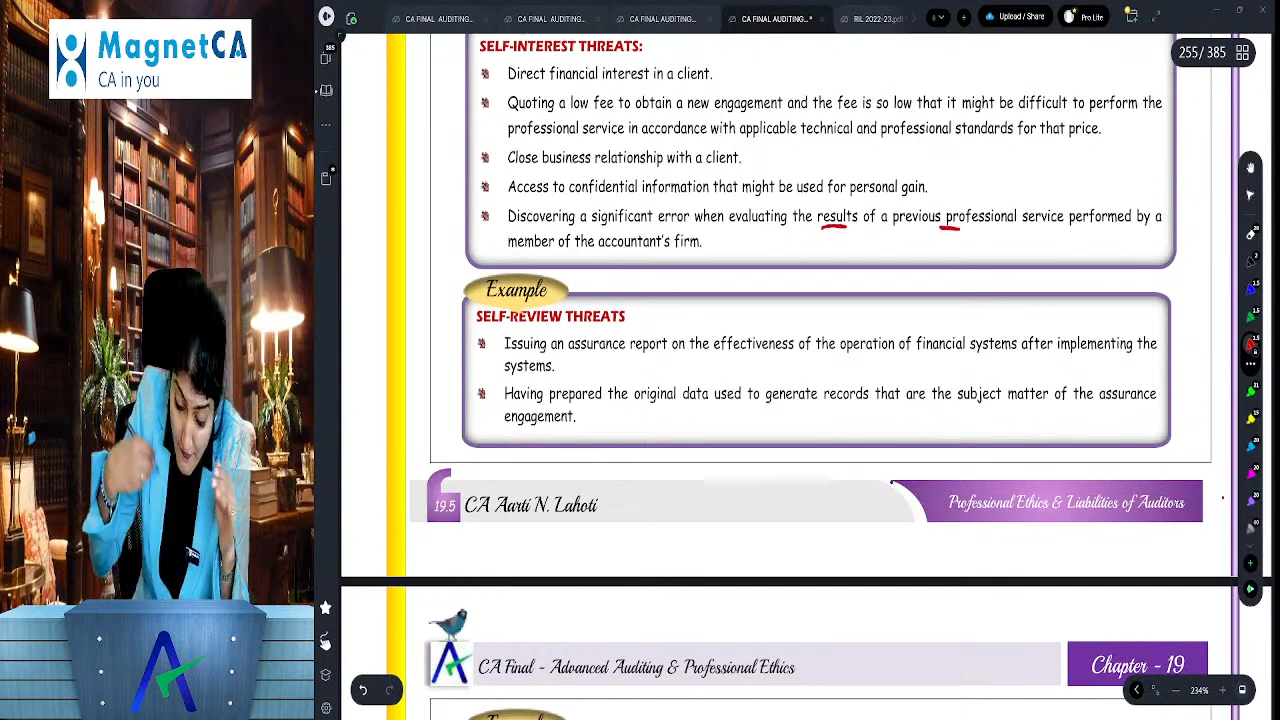 MagnetCA
CA in you
CA FINAL AUDITING...
CA FINAL AUDITING...
CA FINAL AUDITING...
RIL 2022-23.pdf
Upload / Share
Pro Lite
255/385
SELF-INTEREST THREATS:
Direct financial interest in a client.
Quoting a low fee to obtain a new engagement and the fee is so low that it might be difficult to perform the
professional service in accordance with applicable technical and professional standards for that price.
Close business relationship with a client.
Access to confidential information that might be used for personal gain.
Discovering a significant error when evaluating the results of a previous professional service performed by a
member of the accountant's firm.
Example
SELF-REVIEW THREATS
Issuing an assurance report on the effectiveness of the operation of financial systems after implementing the
systems.
Having prepared the original data used to generate records that are the subject matter of the assurance
engagement.
19.5 CA Aarti N. Lahoti
Professional Ethics & Liabilities of Auditors
CA Final - Advanced Auditing & Professional Ethics
Chapter - 19
234%